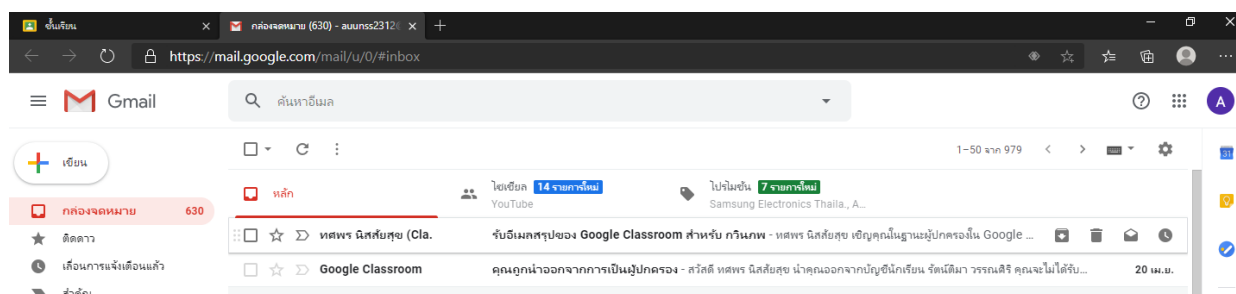 ชั้นเรียน
กล่องจดหมาย (630) - auunss2312
https://mail.google.com/mail/u/0/#inbox
Gmail
ค้นหาอีเมล
A
เขียน
1–50 จาก 979
31
หลัก
โซเชียล 14 รายการใหม่
YouTube
โปรโมชัน 7 รายการใหม่
Samsung Electronics Thaila., A...
กล่องจดหมาย 630
ทศพร นิสสัยสุข (Cla. รับอีเมลสรุปของ Google Classroom สำหรับ กวินภพ - ทศพร นิสสัยสุข เชิญคุณในฐานะผู้ปกครองใน Google ...
ติดดาว
เลื่อนการแจ้งเตือนแล้ว
Google Classroom คุณถูกนำออกจากการเป็นผู้ปกครอง - สวัสดี ทศพร นิสสัยสุข นำคุณออกจากบัญชีนักเรียน รัตน์ติมา วรรณศิริ คุณจะไม่ได้รับ... 20 เม.ย.
สำคัญ